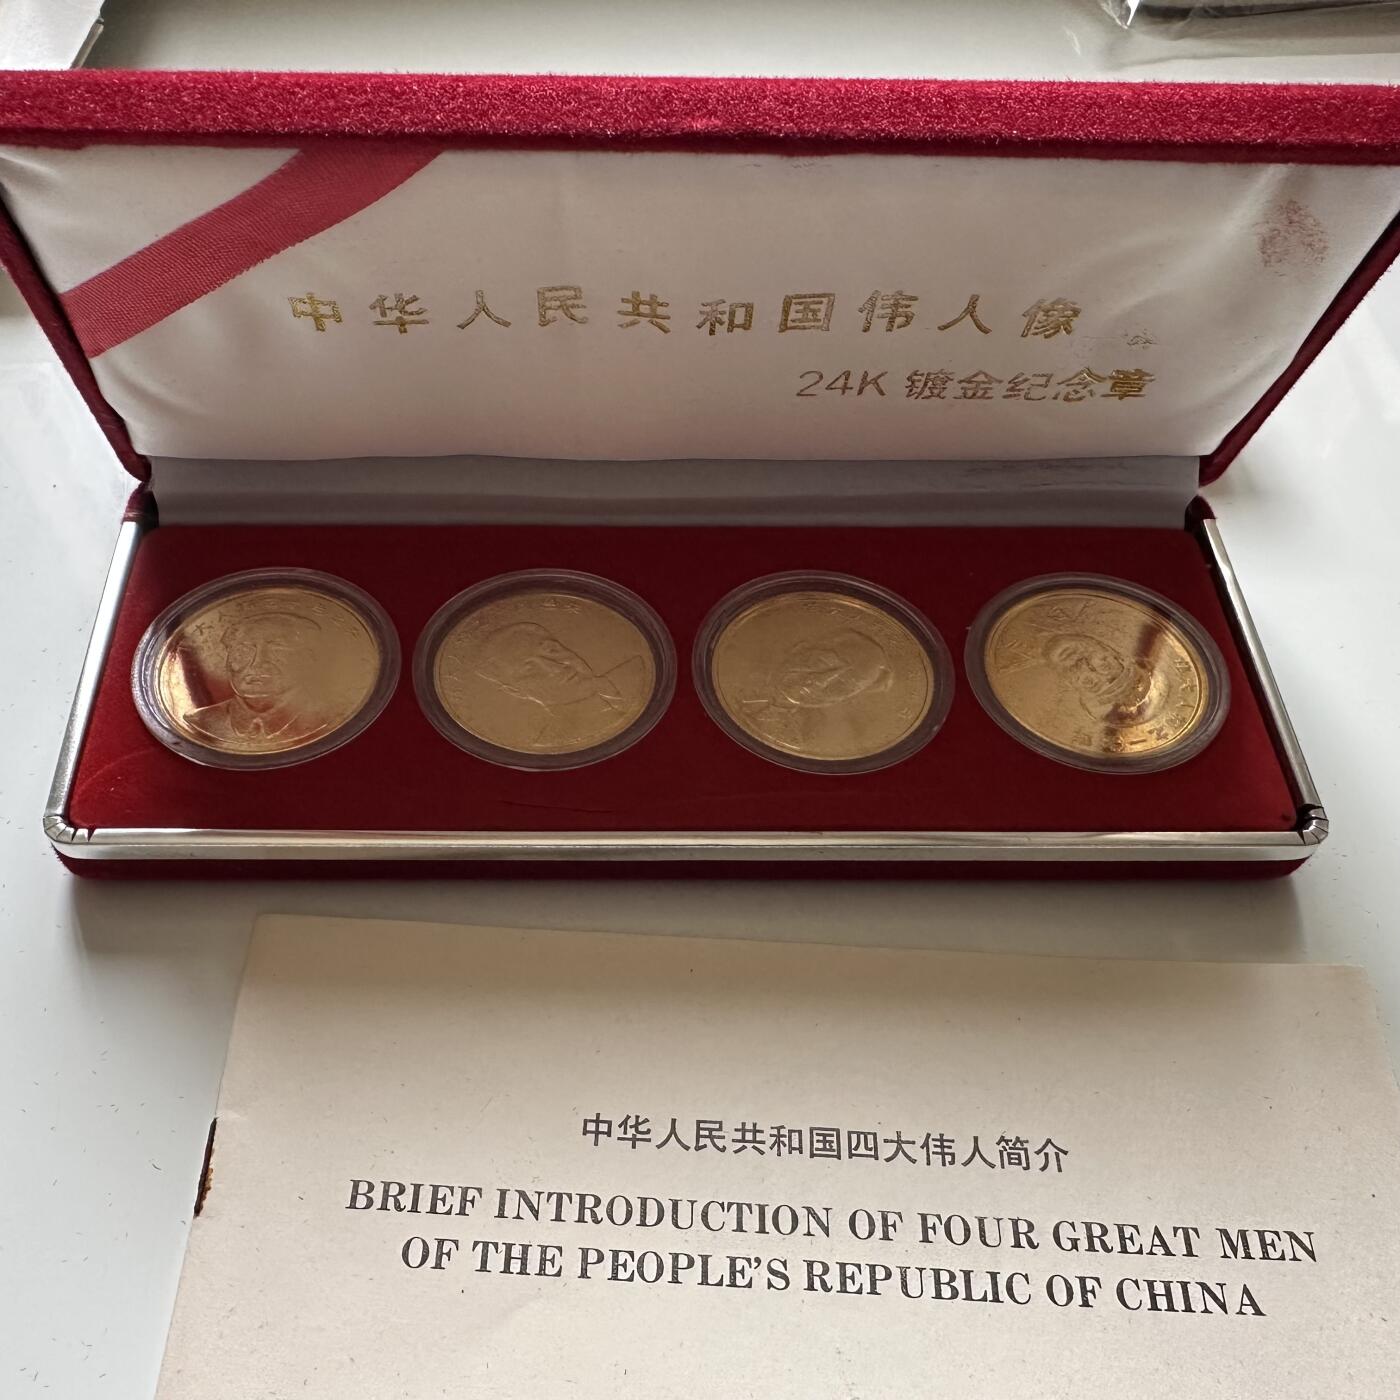 中华人民共和国伟人像
24K 镀金纪念章
中华人民共和国四大伟人简介
BRIEF INTRODUCTION OF FOUR GREAT MEN
OF THE PEOPLE'S REPUBLIC OF CHINA